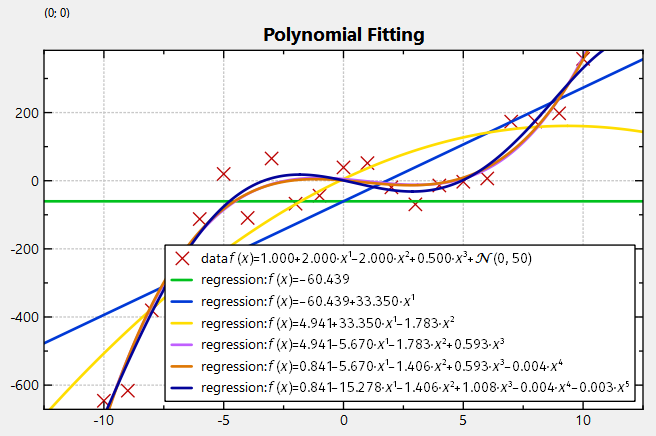 (0; 0)
Polynomial Fitting
200
0
-200
-400
-600
data f (x)=1.000+2.000·x¹−2.000·x²+0.500·x³+𝒩(0, 50)
regression: f (x)=−60.439
regression: f (x)=−60.439+33.350·x¹
regression: f (x)=4.941+33.350·x¹−1.783·x²
regression: f (x)=4.941−5.670·x¹−1.783·x²+0.593·x³
regression: f (x)=0.841−5.670·x¹−1.406·x²+0.593·x³−0.004·x⁴
regression: f (x)=0.841−15.278·x¹−1.406·x²+1.008·x³−0.004·x⁴−0.003·x⁵
-10 -5 0 5 10